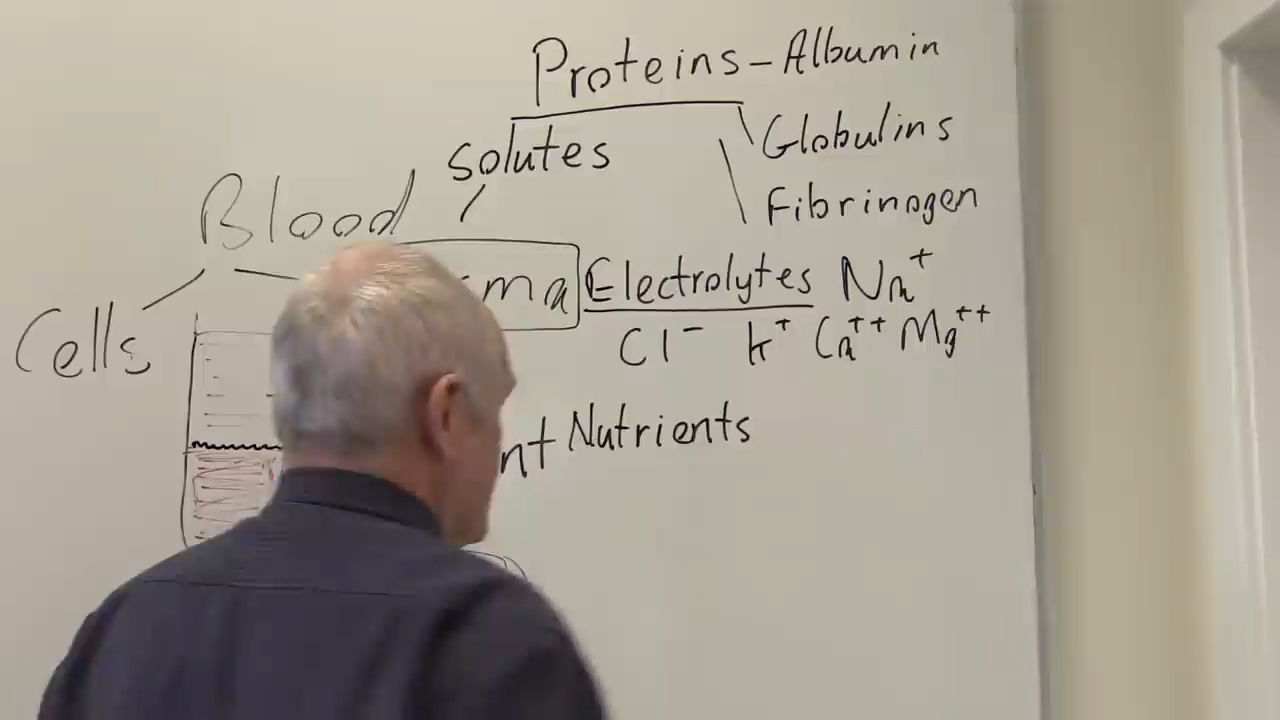 Proteins - Albumin
Globulins
solutes
Fibrinogen
Blood
Electrolytes Na+
Cells
Cl- K+ Ca++ Mg++
Nutrients